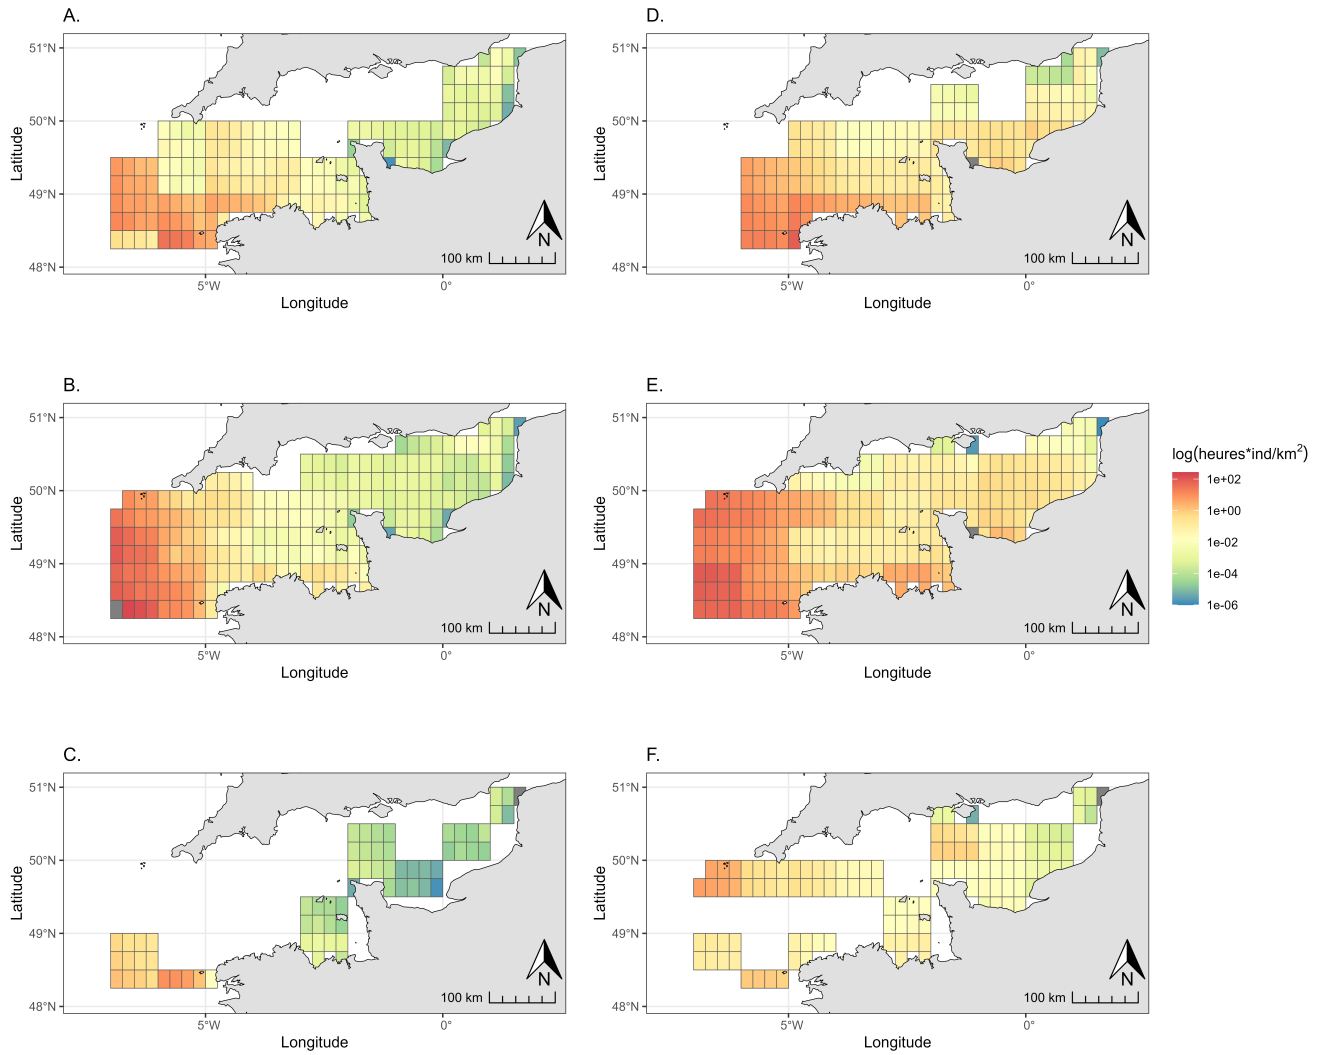 A.
51°N
50°N
49°N
48°N
Latitude
5°W
0°
Longitude
100 km
N
D.
51°N
50°N
49°N
48°N
Latitude
5°W
0°
Longitude
100 km
N
B.
51°N
50°N
49°N
48°N
Latitude
5°W
0°
Longitude
100 km
N
E.
51°N
50°N
49°N
48°N
Latitude
5°W
0°
Longitude
100 km
N
log(heures*ind/km²)
1e+02
1e+00
1e-02
1e-04
1e-06
C.
51°N
50°N
49°N
48°N
Latitude
5°W
0°
Longitude
100 km
N
F.
51°N
50°N
49°N
48°N
Latitude
5°W
0°
Longitude
100 km
N